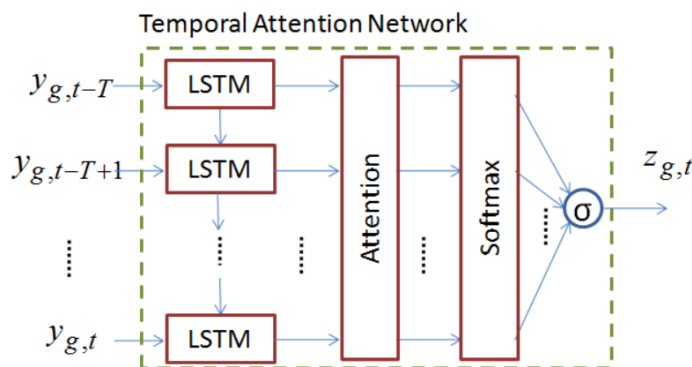 Temporal Attention Network
y_{g,t-T}
LSTM
y_{g,t-T+1}
LSTM
y_{g,t}
LSTM
Attention
Softmax
σ
z_{g,t}